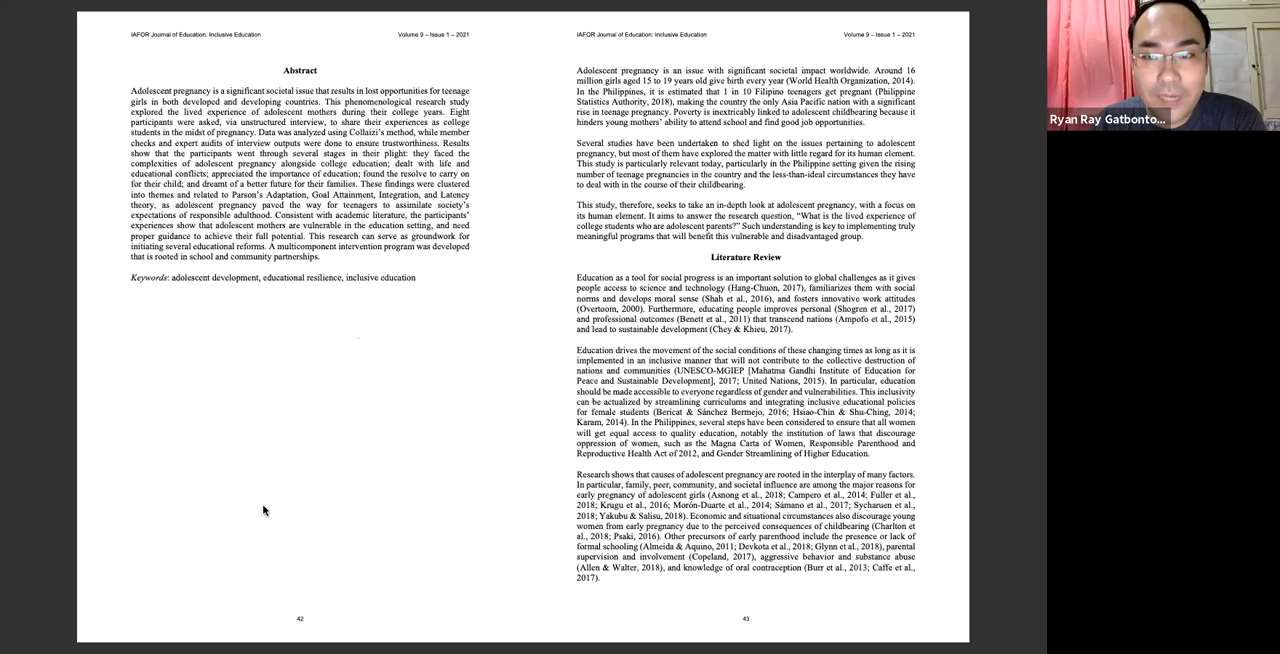 IAFOR Journal of Education: Inclusive Education Volume 9 – Issue 1 – 2021
Abstract
Adolescent pregnancy is a significant societal issue that results in lost opportunities for teenage
girls in both developed and developing countries. This phenomenological research study
explored the lived experience of adolescent mothers during their college years. Eight
participants were asked, via unstructured interview, to share their experiences as college
students in the midst of pregnancy. Data was analyzed using Collaizi's method, while member
checks and expert audits of interview outputs were done to ensure trustworthiness. Results
show that the participants went through several stages in their plight: they faced the
complexities of adolescent pregnancy alongside college education; dealt with life and
educational conflicts; appreciated the importance of education; found the resolve to carry on
for their child; and dreamt of a better future for their families. These findings were clustered
into themes and related to Parson's Adaptation, Goal Attainment, Integration, and Latency
theory, as adolescent pregnancy paved the way for teenagers to assimilate society's
expectations of responsible adulthood. Consistent with academic literature, the participants'
experiences show that adolescent mothers are vulnerable in the education setting, and need
proper guidance to achieve their full potential. This research can serve as groundwork for
initiating several educational reforms. A multicomponent intervention program was developed
that is rooted in school and community partnerships.
Keywords: adolescent development, educational resilience, inclusive education
42
IAFOR Journal of Education: Inclusive Education Volume 9 – Issue 1 – 2021
Adolescent pregnancy is an issue with significant societal impact worldwide. Around 16
million girls aged 15 to 19 years old give birth every year (World Health Organization, 2014).
In the Philippines, it is estimated that 1 in 10 Filipino teenagers get pregnant (Philippine
Statistics Authority, 2018), making the country the only Asia Pacific nation with a significant
rise in teenage pregnancy. Poverty is inextricably linked to adolescent childbearing because it
hinders young mothers' ability to attend school and find good job opportunities.
Several studies have been undertaken to shed light on the issues pertaining to adolescent
pregnancy, but most of them have explored the matter with little regard for its human element.
This study is particularly relevant today, particularly in the Philippine setting given the rising
number of teenage pregnancies in the country and the less-than-ideal circumstances they have
to deal with in the course of their childbearing.
This study, therefore, seeks to take an in-depth look at adolescent pregnancy, with a focus on
its human element. It aims to answer the research question, "What is the lived experience of
college students who are adolescent parents?" Such understanding is key to implementing truly
meaningful programs that will benefit this vulnerable and disadvantaged group.
Literature Review
Education as a tool for social progress is an important solution to global challenges as it gives
people access to science and technology (Hang-Chuon, 2017), familiarizes them with social
norms and develops moral sense (Shah et al., 2016), and fosters innovative work attitudes
(Overtoom, 2000). Furthermore, educating people improves personal (Shogren et al., 2017)
and professional outcomes (Benett et al., 2011) that transcend nations (Ampofo et al., 2015)
and lead to sustainable development (Chey & Khieu, 2017).
Education drives the movement of the social conditions of these changing times as long as it is
implemented in an inclusive manner that will not contribute to the collective destruction of
nations and communities (UNESCO-MGIEP [Mahatma Gandhi Institute of Education for
Peace and Sustainable Development], 2017; United Nations, 2015). In particular, education
should be made accessible to everyone regardless of gender and vulnerabilities. This inclusivity
can be actualized by streamlining curriculums and integrating inclusive educational policies
for female students (Bericat & Sánchez Bermejo, 2016; Hsiao-Chin & Shu-Ching, 2014;
Karam, 2014). In the Philippines, several steps have been considered to ensure that all women
will get equal access to quality education, notably the institution of laws that discourage
oppression of women, such as the Magna Carta of Women, Responsible Parenthood and
Reproductive Health Act of 2012, and Gender Streamlining of Higher Education.
Research shows that causes of adolescent pregnancy are rooted in the interplay of many factors.
In particular, family, peer, community, and societal influence are among the major reasons for
early pregnancy of adolescent girls (Asnong et al., 2018; Campero et al., 2014; Fuller et al.,
2018; Krugu et al., 2016; Morón-Duarte et al., 2014; Sámano et al., 2017; Sycharuen et al.,
2018; Yakubu & Salisu, 2018). Economic and situational circumstances also discourage young
women from early pregnancy due to the perceived consequences of childbearing (Charlton et
al., 2018; Psaki, 2016). Other precursors of early parenthood include the presence or lack of
formal schooling (Almeida & Aquino, 2011; Devkota et al., 2018; Glynn et al., 2018), parental
supervision and involvement (Copeland, 2017), aggressive behavior and substance abuse
(Allen & Walter, 2018), and knowledge of oral contraception (Burr et al., 2013; Caffe et al.,
2017).
43
Ryan Ray Gatbonto...